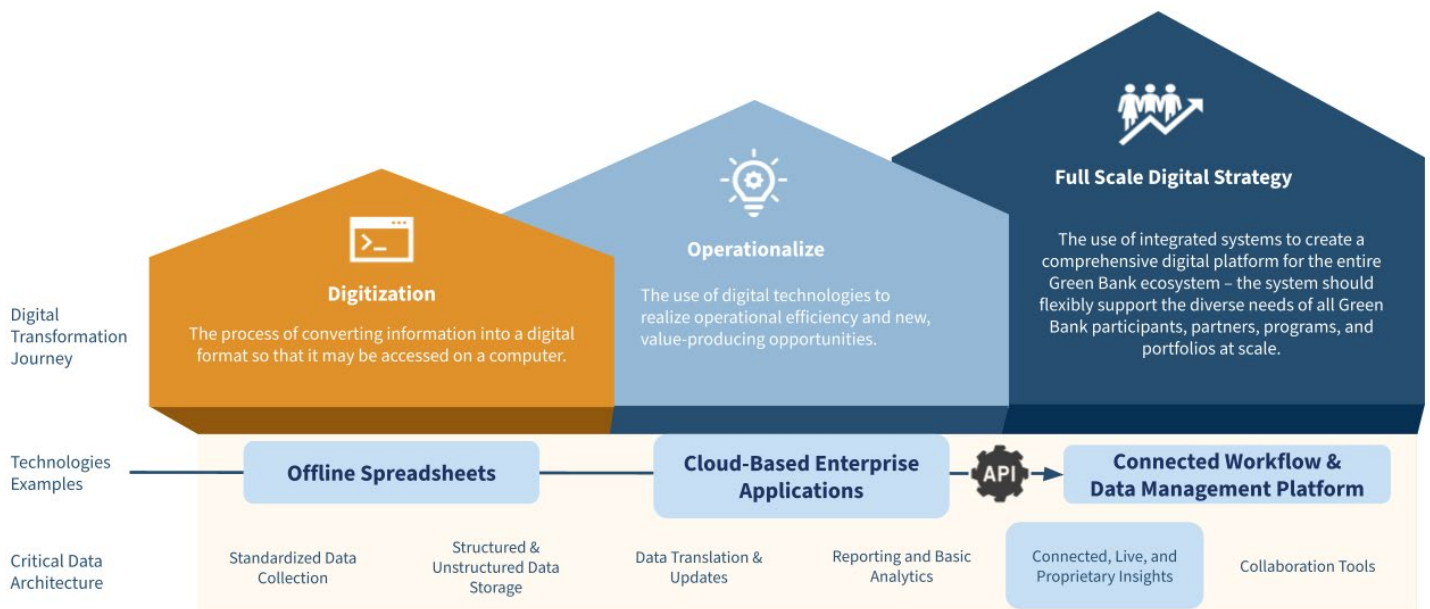 Digital
Transformation
Journey
Digitization
The process of converting information into a digital
format so that it may be accessed on a computer.
Operationalize
The use of digital technologies to
realize operational efficiency and new,
value-producing opportunities.
Full Scale Digital Strategy
The use of integrated systems to create a
comprehensive digital platform for the entire
Green Bank ecosystem – the system should
flexibly support the diverse needs of all Green
Bank participants, partners, programs, and
portfolios at scale.
Technologies
Examples
Offline Spreadsheets
Cloud-Based Enterprise
Applications
API
Connected Workflow &
Data Management Platform
Critical Data
Architecture
Standardized Data
Collection
Structured &
Unstructured Data
Storage
Data Translation &
Updates
Reporting and Basic
Analytics
Connected, Live, and
Proprietary Insights
Collaboration Tools